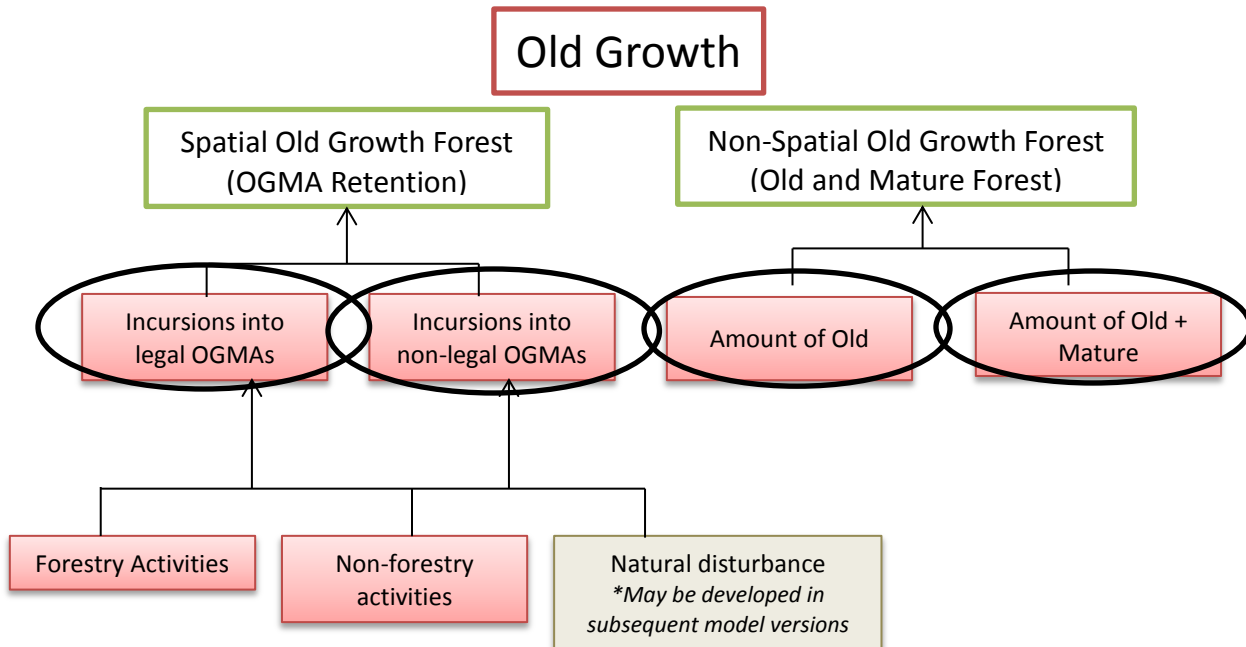 Old Growth
Spatial Old Growth Forest
(OGMA Retention)
Non-Spatial Old Growth Forest
(Old and Mature Forest)
Incursions into
legal OGMAs
Incursions into
non-legal OGMAs
Amount of Old
Amount of Old +
Mature
Forestry Activities
Non-forestry
activities
Natural disturbance
*May be developed in
subsequent model versions